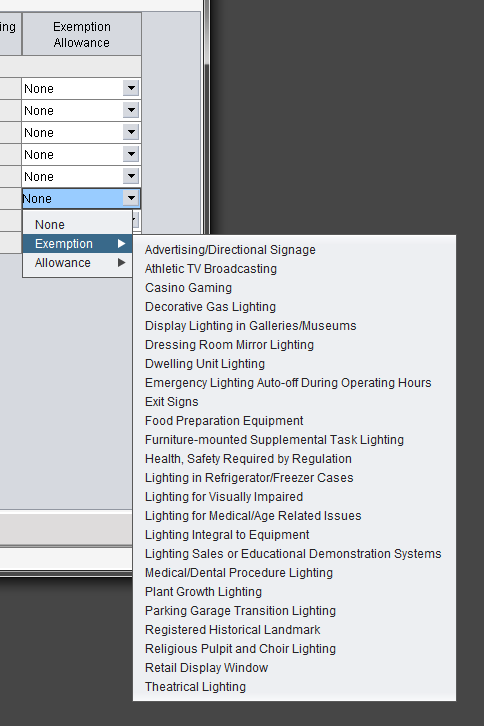 ing
Exemption
Allowance
None
None
None
None
None
None
None
Exemption
Allowance
Advertising/Directional Signage
Athletic TV Broadcasting
Casino Gaming
Decorative Gas Lighting
Display Lighting in Galleries/Museums
Dressing Room Mirror Lighting
Dwelling Unit Lighting
Emergency Lighting Auto-off During Operating Hours
Exit Signs
Food Preparation Equipment
Furniture-mounted Supplemental Task Lighting
Health, Safety Required by Regulation
Lighting in Refrigerator/Freezer Cases
Lighting for Visually Impaired
Lighting for Medical/Age Related Issues
Lighting Integral to Equipment
Lighting Sales or Educational Demonstration Systems
Medical/Dental Procedure Lighting
Plant Growth Lighting
Parking Garage Transition Lighting
Registered Historical Landmark
Religious Pulpit and Choir Lighting
Retail Display Window
Theatrical Lighting